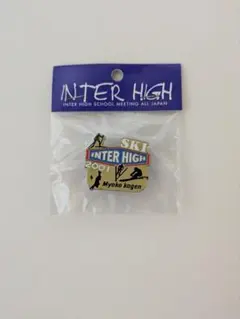 INTER HIGH
INTER HIGH SCHOOL MEETING ALL JAPAN
SKI
INTER HIGH
2001
Myoko kogen